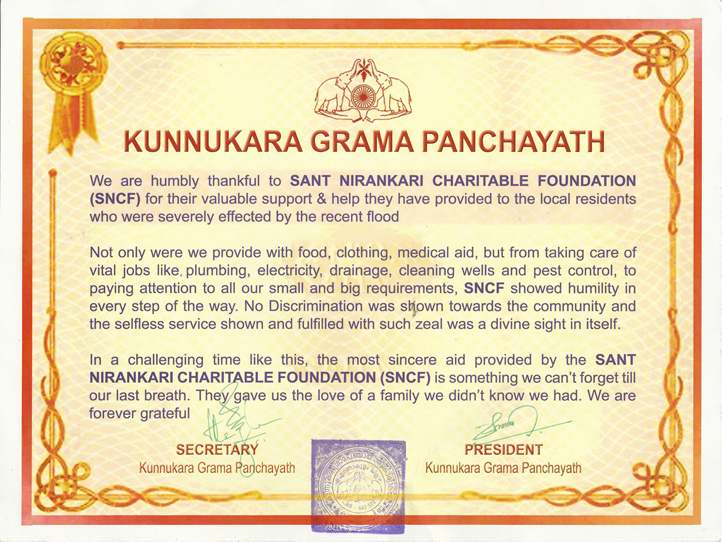 KUNNUKARA GRAMA PANCHAYATH
We are humbly thankful to SANT NIRANKARI CHARITABLE FOUNDATION
(SNCF) for their valuable support & help they have provided to the local residents
who were severely effected by the recent flood
Not only were we provide with food, clothing, medical aid, but from taking care of
vital jobs like plumbing, electricity, drainage, cleaning wells and pest control, to
paying attention to all our small and big requirements, SNCF showed humility in
every step of the way. No Discrimination was shown towards the community and
the selfless service shown and fulfilled with such zeal was a divine sight in itself.
In a challenging time like this, the most sincere aid provided by the SANT
NIRANKARI CHARITABLE FOUNDATION (SNCF) is something we can't forget till
our last breath. They gave us the love of a family we didn't know we had. We are
forever grateful
SECRETARY
Kunnukara Grama Panchayath
PRESIDENT
Kunnukara Grama Panchayath